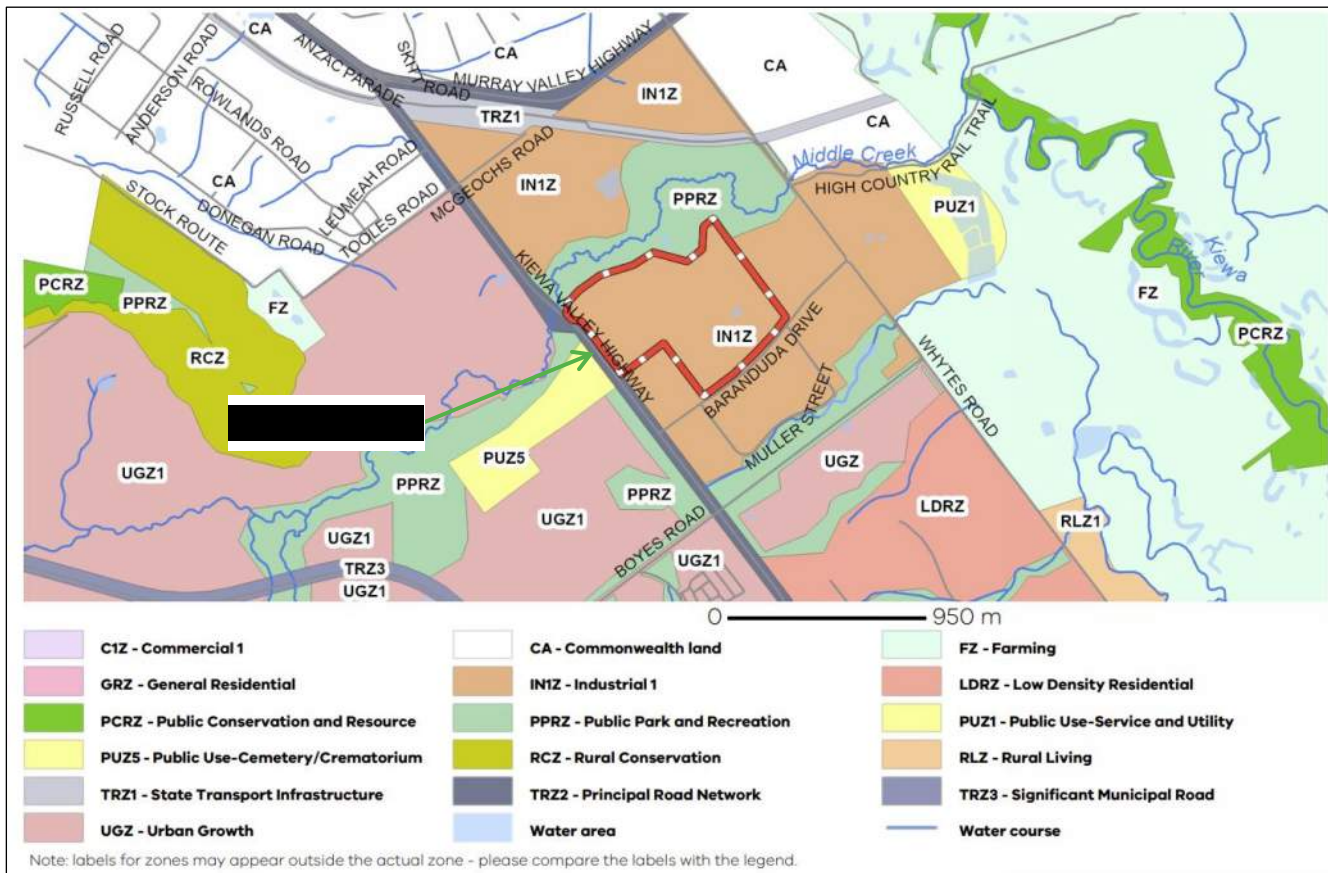 CA
CA
ANZAC PARADE
SKIT ROAD
MURRAY VALLEY HIGHWAY
IN1Z
CA
RUSSELL ROAD
ANDERSON ROAD
ROWLANDS ROAD
TRZ1
CA
HIGH COUNTRY RAIL TRAIL
Middle Creek
CA
LEUMEAH ROAD
MCGEOCHS ROAD
IN1Z
PPRZ
PUZ1
STOCK ROUTE
DONEGAN ROAD
TOOLES ROAD
Kiewa
River
PCRZ
PPRZ
FZ
KIEWA VALLEY HIGHWAY
FZ
RCZ
IN1Z
PCRZ
BARANDUDA DRIVE
WHYTES ROAD
MULLER STREET
UGZ1
PUZ5
PPRZ
UGZ
PPRZ
UGZ1
LDRZ
RLZ1
UGZ1
BOYES ROAD
UGZ1
TRZ3
UGZ1
0 950 m
C1Z - Commercial 1
CA - Commonwealth land
FZ - Farming
GRZ - General Residential
IN1Z - Industrial 1
LDRZ - Low Density Residential
PCRZ - Public Conservation and Resource
PPRZ - Public Park and Recreation
PUZ1 - Public Use-Service and Utility
PUZ5 - Public Use-Cemetery/Crematorium
RCZ - Rural Conservation
RLZ - Rural Living
TRZ1 - State Transport Infrastructure
TRZ2 - Principal Road Network
TRZ3 - Significant Municipal Road
UGZ - Urban Growth
Water area
Water course
Note: labels for zones may appear outside the actual zone - please compare the labels with the legend.